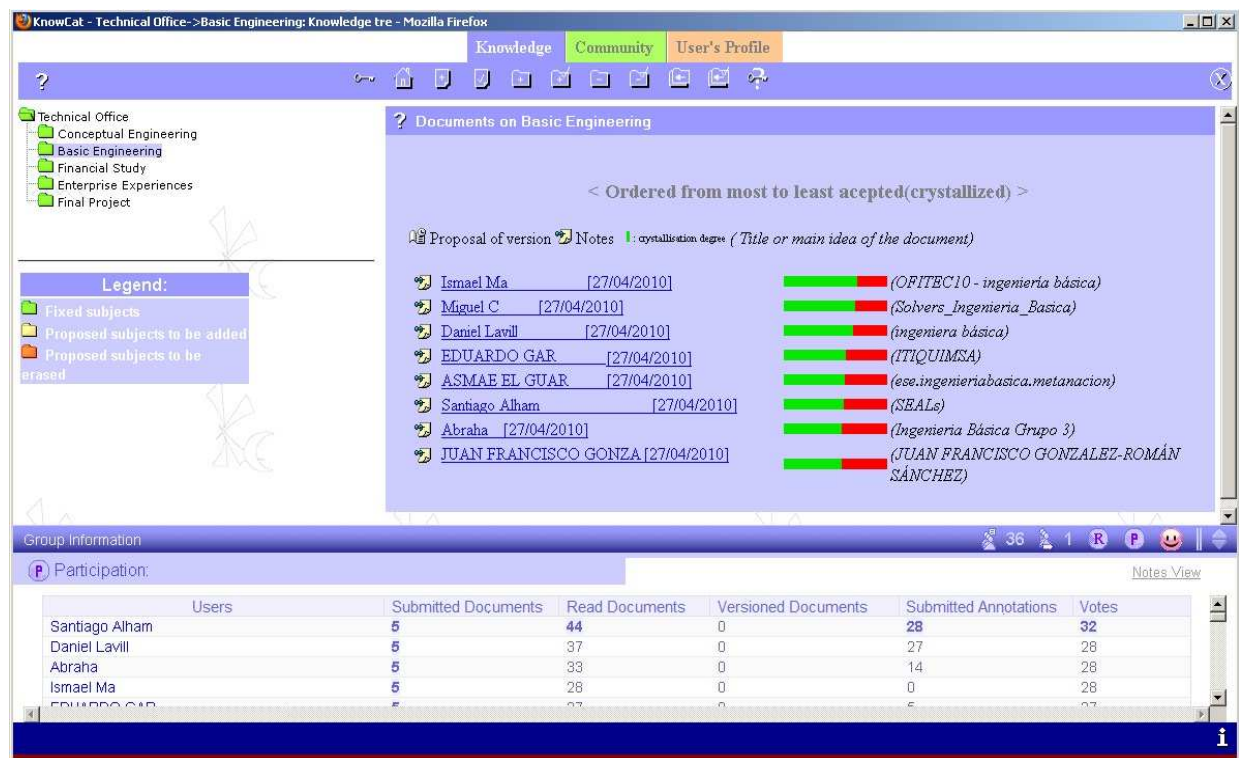 KnowCat - Technical Office->Basic Engineering: Knowledge tre - Mozilla Firefox
Knowledge Community User's Profile
?
Technical Office
Conceptual Engineering
Basic Engineering
Financial Study
Enterprise Experiences
Final Project
Legend:
Fixed subjects
Proposed subjects to be added
Proposed subjects to be
erased
? Documents on Basic Engineering
< Ordered from most to least acepted(crystallized) >
Proposal of version Notes : crystallisation degree ( Title or main idea of the document)
Ismael Ma [27/04/2010] (OFITEC10 - ingeniería básica)
Miguel C [27/04/2010] (Solvers_Ingenieria_Basica)
Daniel Lavill [27/04/2010] (ingeniera básica)
EDUARDO GAR [27/04/2010] (ITIQUIMSA)
ASMAE EL GUAR [27/04/2010] (ese.ingenieriabasica.metanacion)
Santiago Alham [27/04/2010] (SEALs)
Abraha [27/04/2010] (Ingenieria Básica Grupo 3)
JUAN FRANCISCO GONZA [27/04/2010] (JUAN FRANCISCO GONZALEZ-ROMÁN
SÁNCHEZ)
Group Information 36 1 R P
P Participation: Notes View
Users Submitted Documents Read Documents Versioned Documents Submitted Annotations Votes
Santiago Alham 5 44 0 28 32
Daniel Lavill 5 37 0 27 28
Abraha 5 33 0 14 28
Ismael Ma 5 28 0 0 28
EDUARDO GAR
i